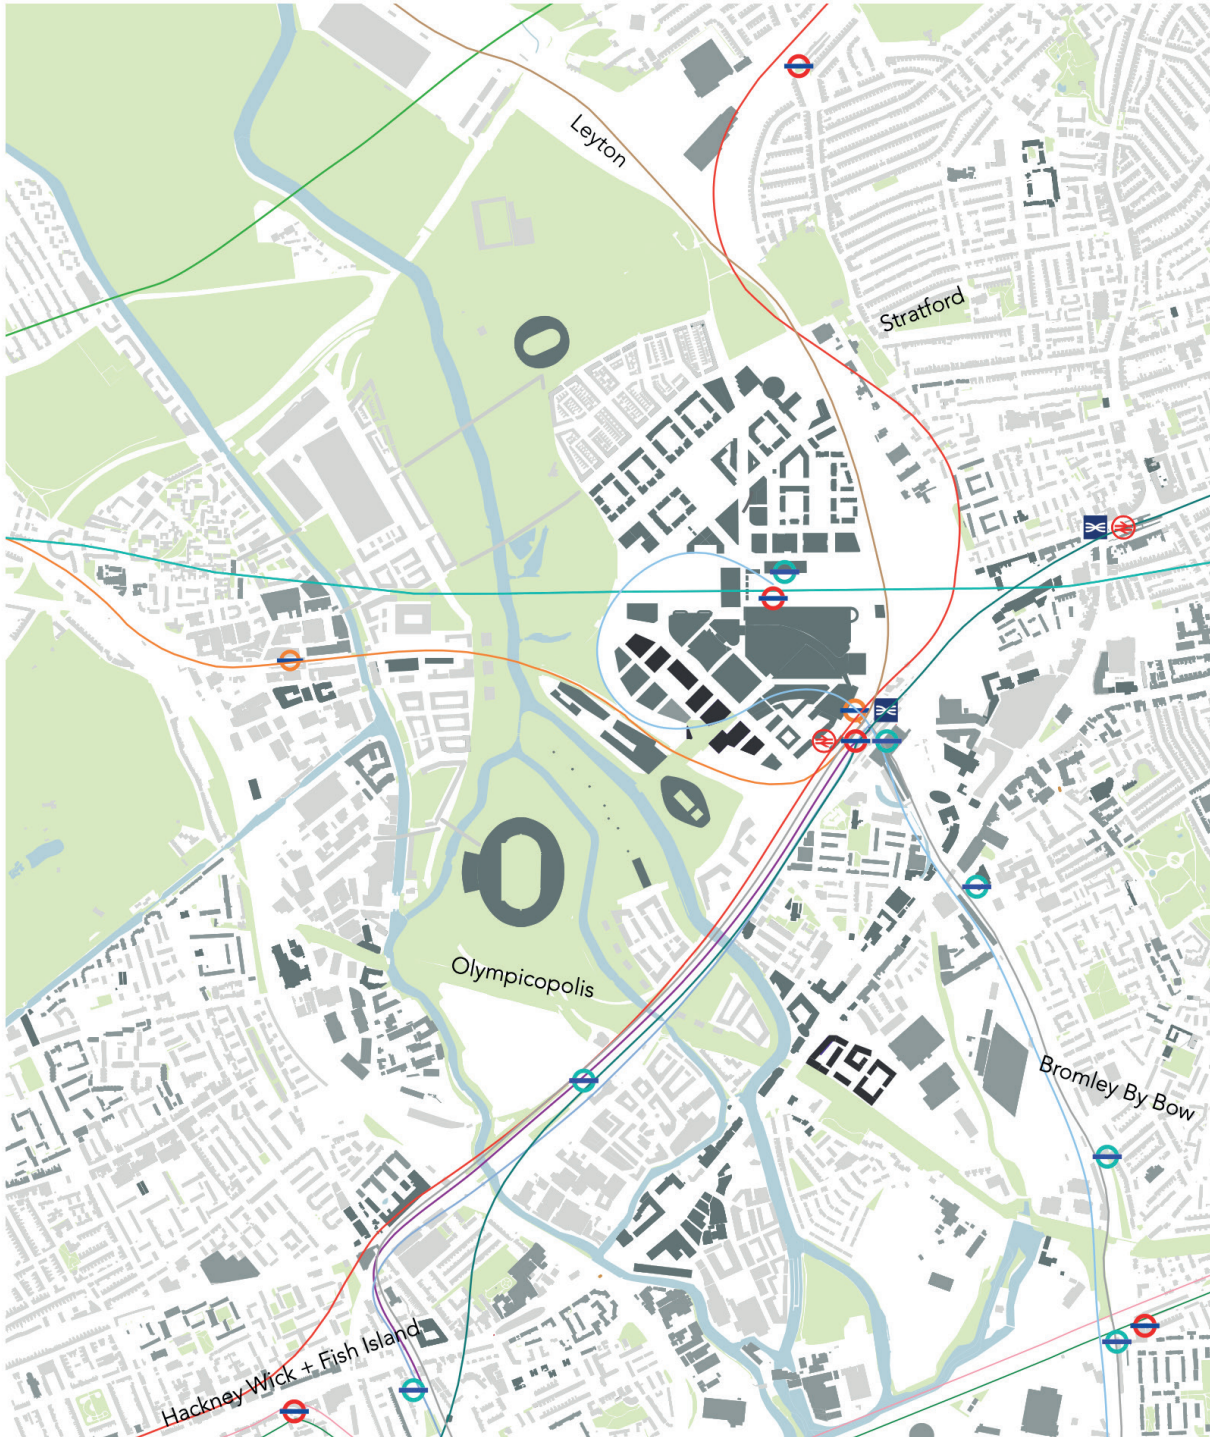 Leyton
Stratford
Olympicopolis
Bromley By Bow
Hackney Wick + Fish Island